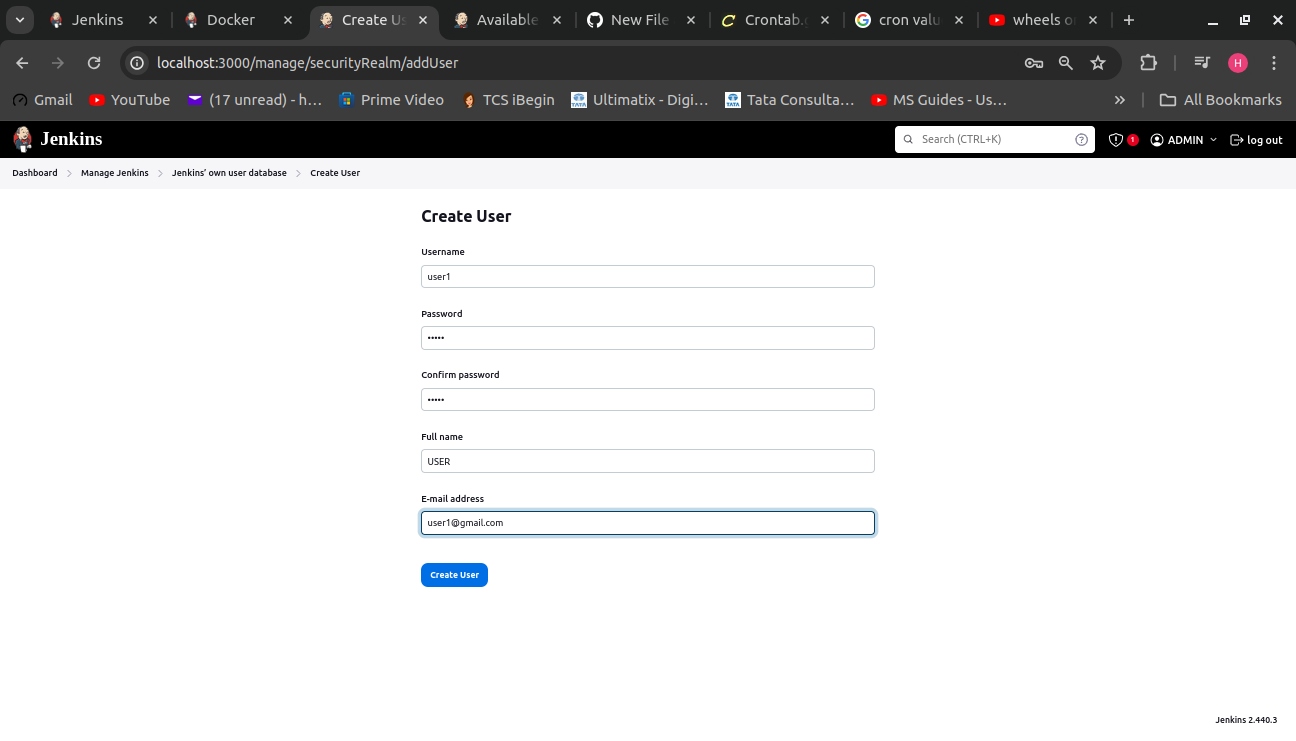 Jenkins
Docker
Create Us
Available
New File
Crontab.g
cron valu
wheels o
localhost:3000/manage/securityRealm/addUser
H
Gmail
YouTube
(17 unread) - h...
Prime Video
TCS iBegin
Ultimatix - Digi...
Tata Consulta...
MS Guides - Us...
»
All Bookmarks
Jenkins
Search (CTRL+K)
1
ADMIN
log out
Dashboard
Manage Jenkins
Jenkins' own user database
Create User
Create User
Username
user1
Password
•••••
Confirm password
•••••
Full name
USER
E-mail address
user1@gmail.com
Create User
Jenkins 2.440.3